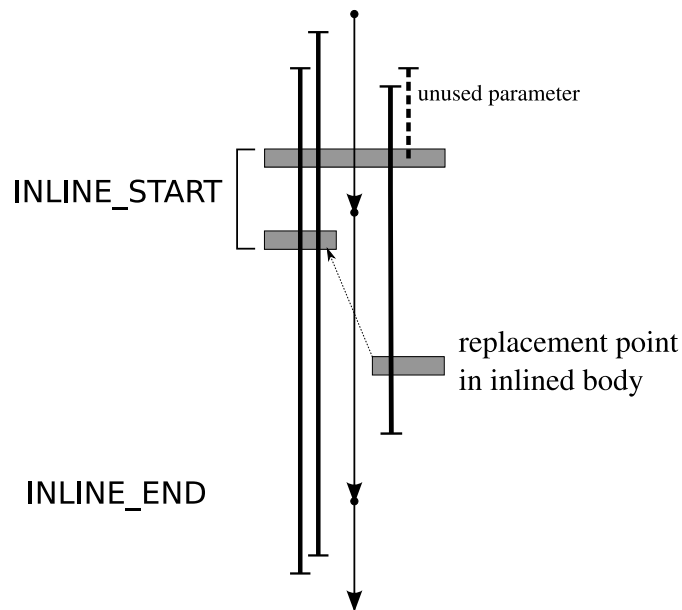 unused parameter
INLINE_START
replacement point
in inlined body
INLINE_END